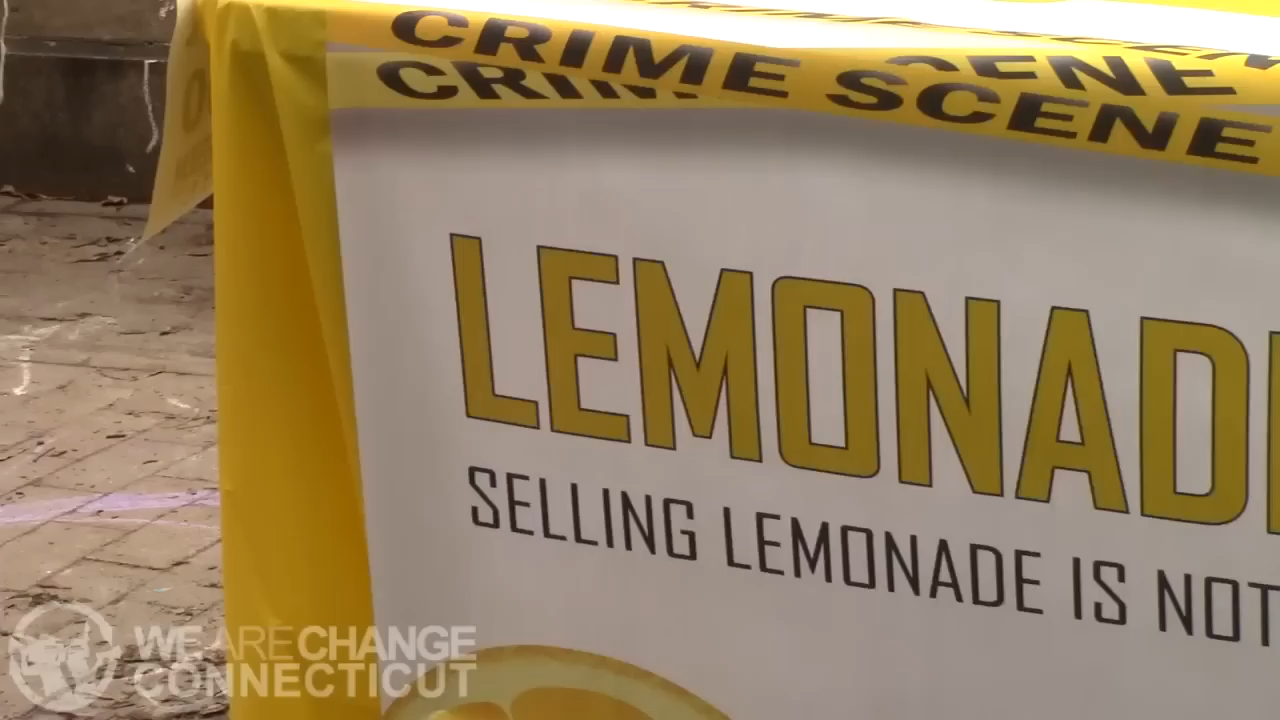 CRIME SCENE
CRIME SCENE
LEMONADE
SELLING LEMONADE IS NOT
WE ARE CHANGE
CONNECTICUT